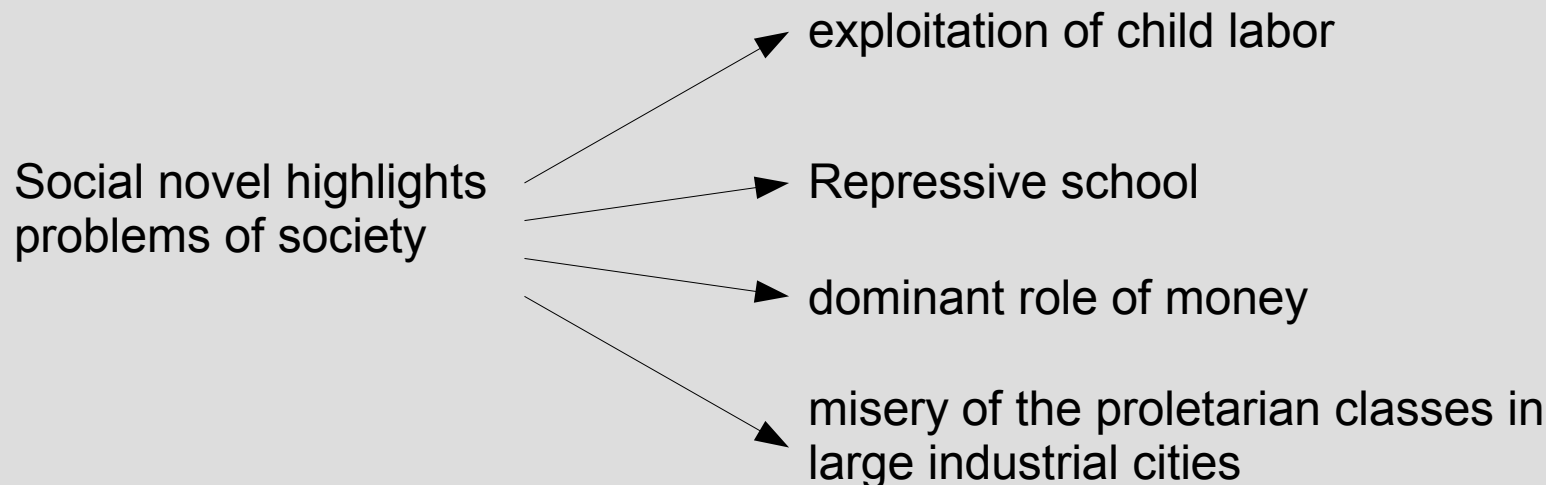 Social novel highlights
problems of society
exploitation of child labor
Repressive school
dominant role of money
misery of the proletarian classes in
large industrial cities